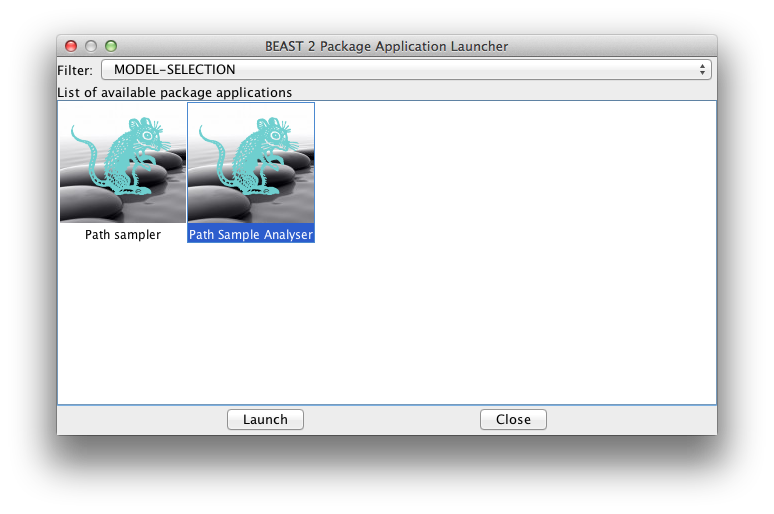 BEAST 2 Package Application Launcher
Filter: MODEL-SELECTION
List of available package applications
Path sampler Path Sample Analyser
Launch Close